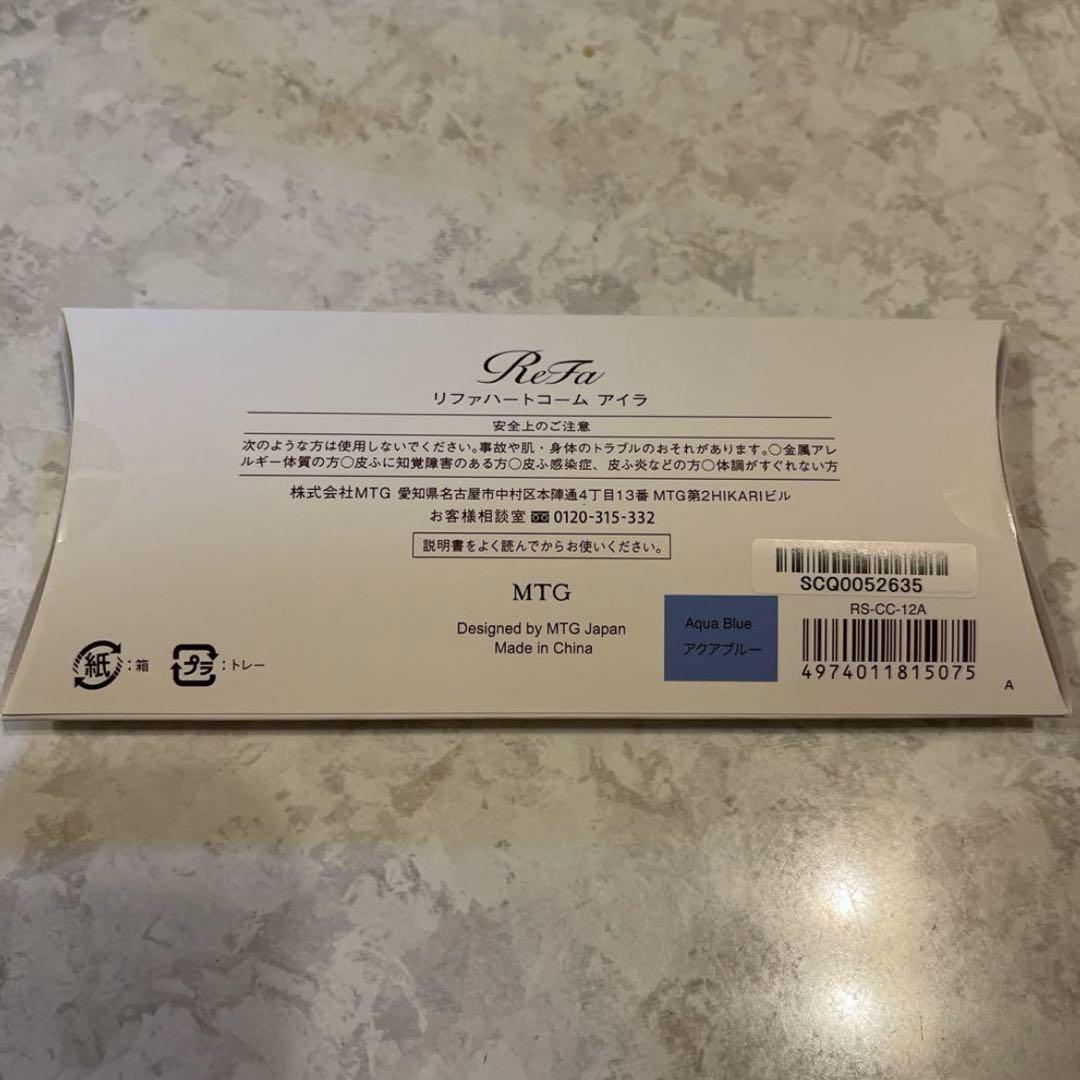 ReFa
リファハートコーム アイラ
安全上のご注意
次のような方は使用しないでください。事故や肌・身体のトラブルのおそれがあります。○金属アレ
ルギー体質の方○皮ふに知覚障害のある方○皮ふ感染症、皮ふ炎などの方○体調がすぐれない方
株式会社MTG 愛知県名古屋市中村区本陣通4丁目13番 MTG第2HIKARIビル
お客様相談室 0120-315-332
説明書をよく読んでからお使いください。
MTG
Designed by MTG Japan
Made in China
紙:箱
プラ:トレー
Aqua Blue
アクアブルー
SCQ0052635
RS-CC-12A
4974011815075
A